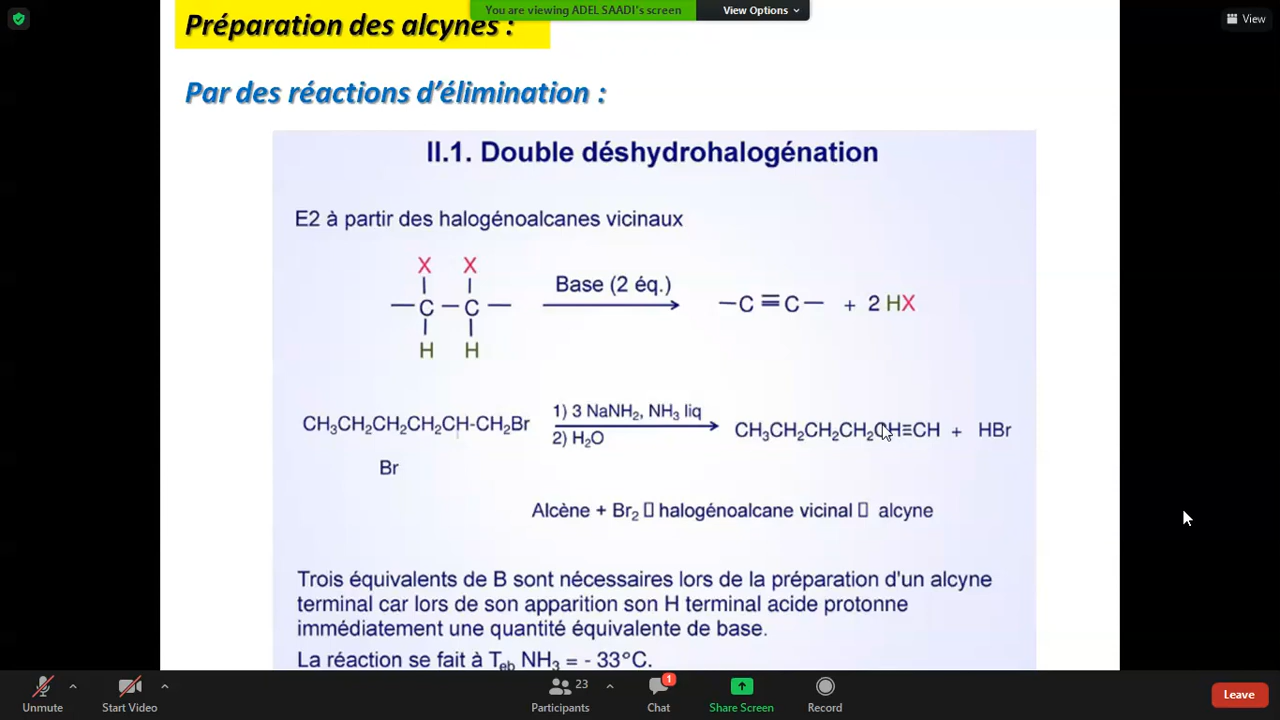 You are viewing ADEL SAADI's screen
View Options
View
Préparation des alcynes :
Par des réactions d'élimination :
II.1. Double déshydrohalogénation
E2 à partir des halogénoalcanes vicinaux
X X
Base (2 éq.)
—C—C— —C≡C— + 2 HX
H H
1) 3 NaNH₂, NH₃ liq
CH₃CH₂CH₂CH₂CH-CH₂Br CH₃CH₂CH₂CH₂CH≡CH + HBr
2) H₂O
Br
Alcène + Br₂ ▯ halogénoalcane vicinal ▯ alcyne
Trois équivalents de B sont nécessaires lors de la préparation d'un alcyne
terminal car lors de son apparition son H terminal acide protonne
immédiatement une quantité équivalente de base.
La réaction se fait à Teb NH₃ = - 33°C.
Unmute
Start Video
23
Participants
1
Chat
Share Screen
Record
Leave